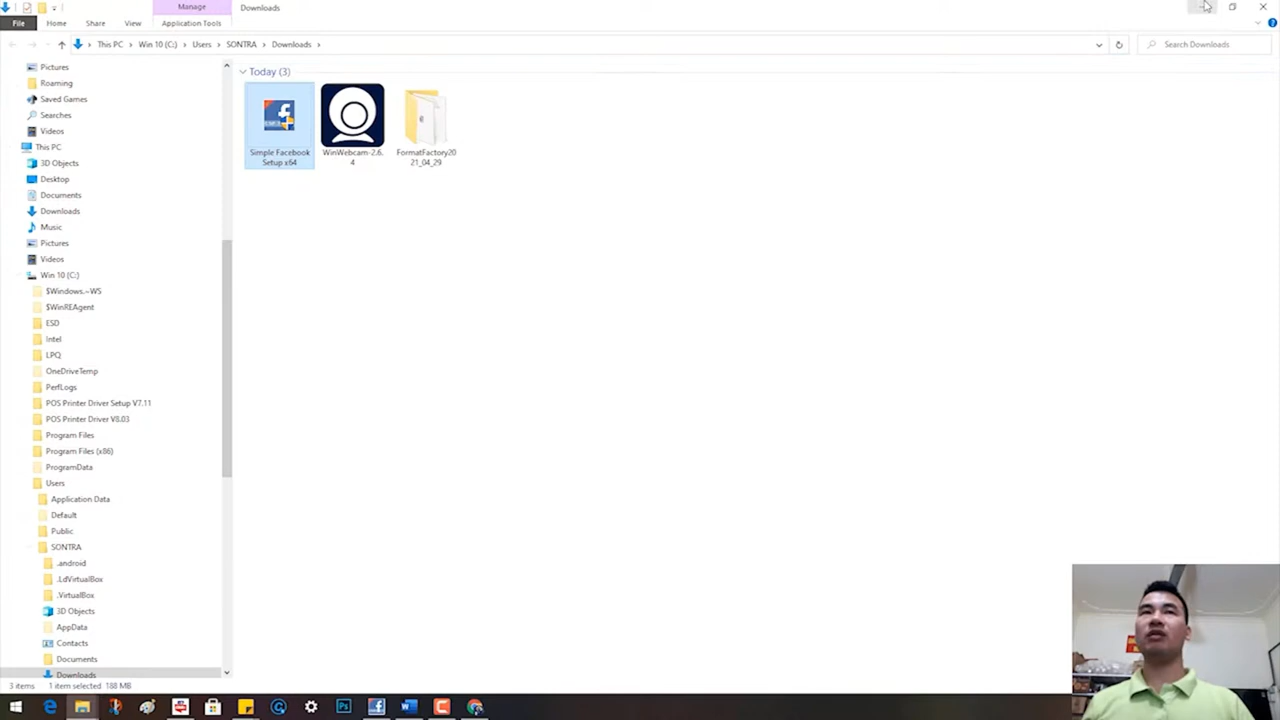 Manage
Downloads
File
Home
Share
View
Application Tools
This PC
Win 10 (C:)
Users
SONTRA
Downloads
Search Downloads
Pictures
Roaming
Saved Games
Searches
Videos
This PC
3D Objects
Desktop
Documents
Downloads
Music
Pictures
Videos
Win 10 (C:)
$Windows.~WS
$WinREAgent
ESD
Intel
LPQ
OneDriveTemp
PerfLogs
POS Printer Driver Setup V7.11
POS Printer Driver V8.03
Program Files
Program Files (x86)
ProgramData
Users
Application Data
Default
Public
SONTRA
.android
.LdVirtualBox
.VirtualBox
3D Objects
AppData
Contacts
Documents
Downloads
Today (3)
Simple Facebook
Setup x64
WinWebcam-2.6.
4
FormatFactory20
21_04_29
3 items
1 item selected 188 MB